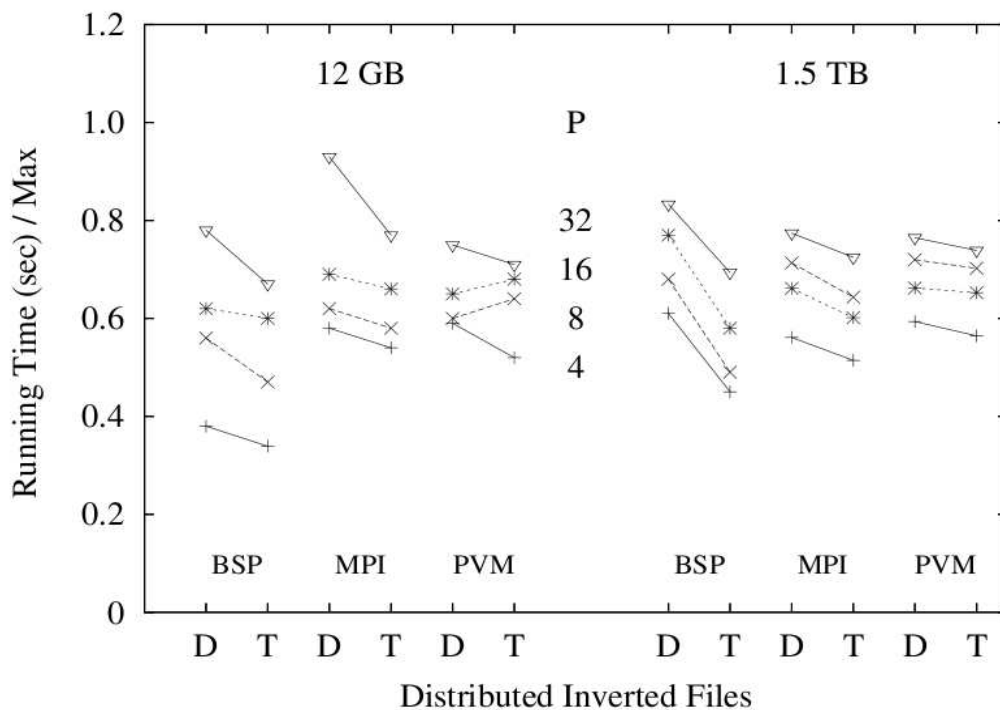 1.2
12 GB
1.5 TB
1.0
P
Running Time (sec) / Max
0.8
32
16
0.6
8
4
0.4
0.2
BSP
MPI
PVM
BSP
MPI
PVM
0
D
T
D
T
D
T
D
T
D
T
D
T
Distributed Inverted Files